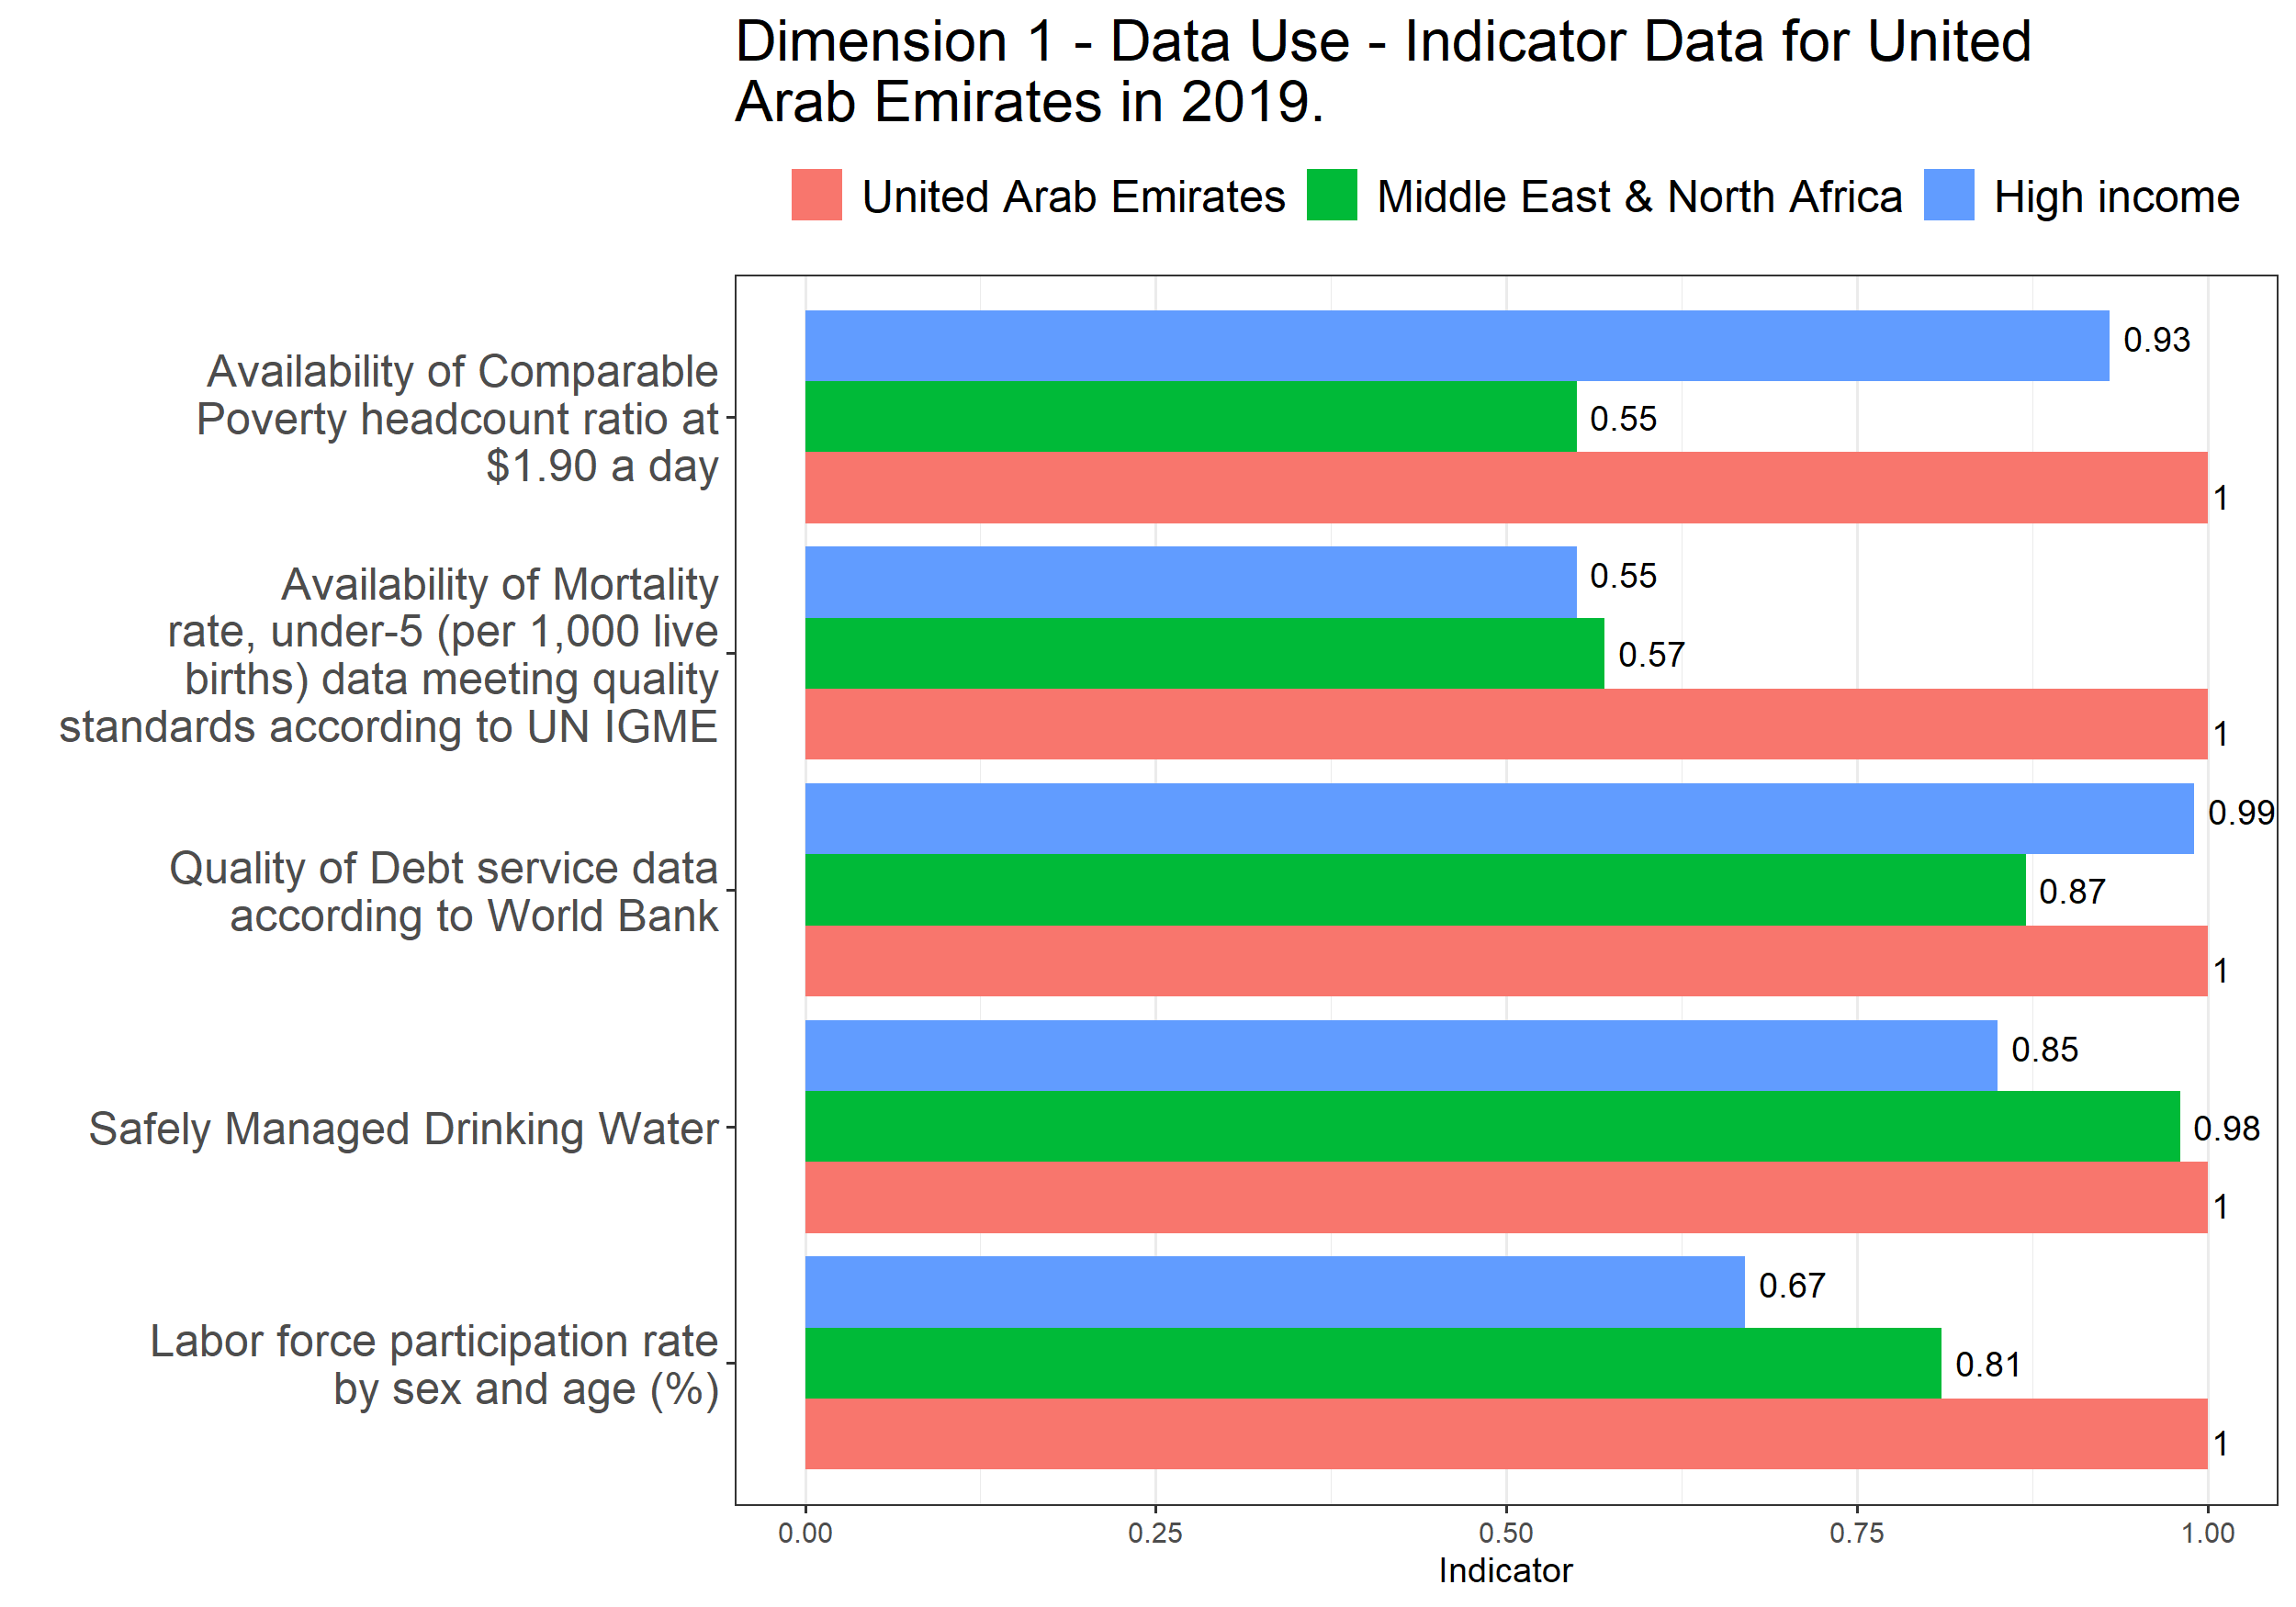 Dimension 1 - Data Use - Indicator Data for United
Arab Emirates in 2019.
United Arab Emirates
Middle East & North Africa
High income
Availability of Comparable
Poverty headcount ratio at
$1.90 a day
0.93
0.55
1
Availability of Mortality
rate, under-5 (per 1,000 live
births) data meeting quality
standards according to UN IGME
0.55
0.57
1
Quality of Debt service data
according to World Bank
0.99
0.87
1
Safely Managed Drinking Water
0.85
0.98
1
Labor force participation rate
by sex and age (%)
0.67
0.81
1
0.00
0.25
0.50
0.75
1.00
Indicator